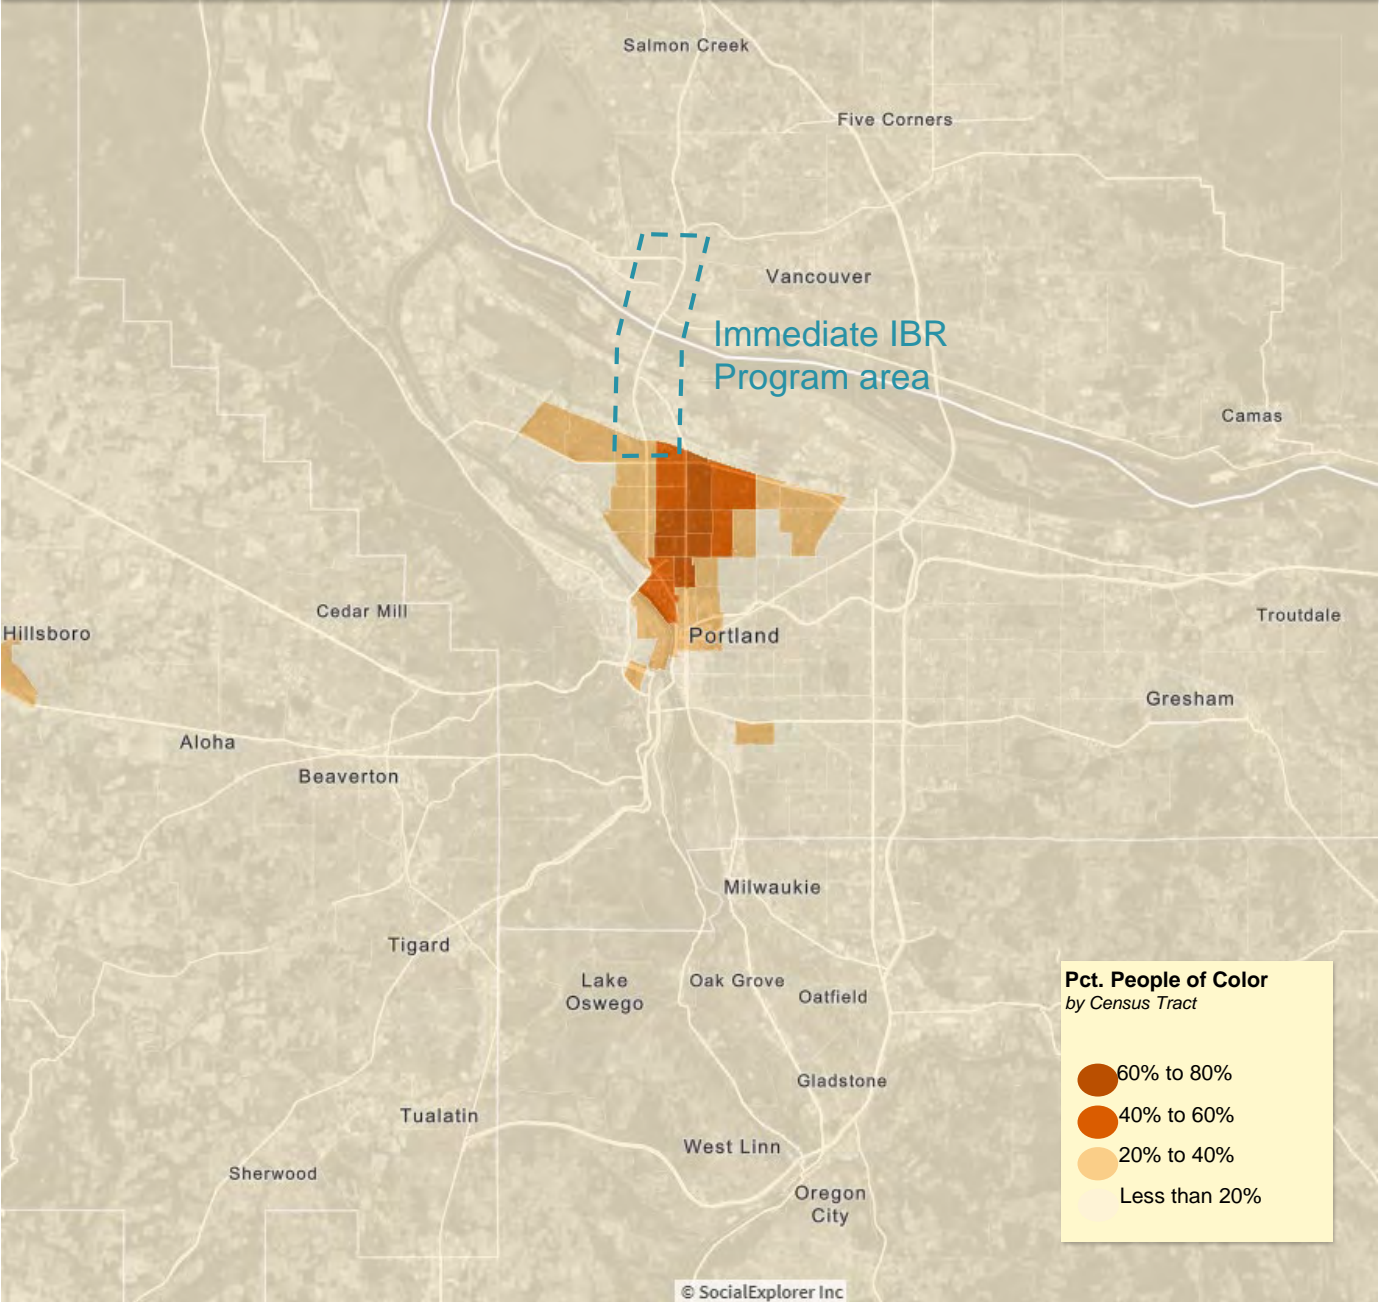 Salmon Creek
Five Corners
Vancouver
Immediate IBR
Program area
Camas
Cedar Mill
Troutdale
Hillsboro
Portland
Gresham
Aloha
Beaverton
Milwaukie
Tigard
Lake
Oswego
Oak Grove
Oatfield
Pct. People of Color
by Census Tract
60% to 80%
40% to 60%
20% to 40%
Less than 20%
Gladstone
Tualatin
West Linn
Sherwood
Oregon
City
© SocialExplorer Inc